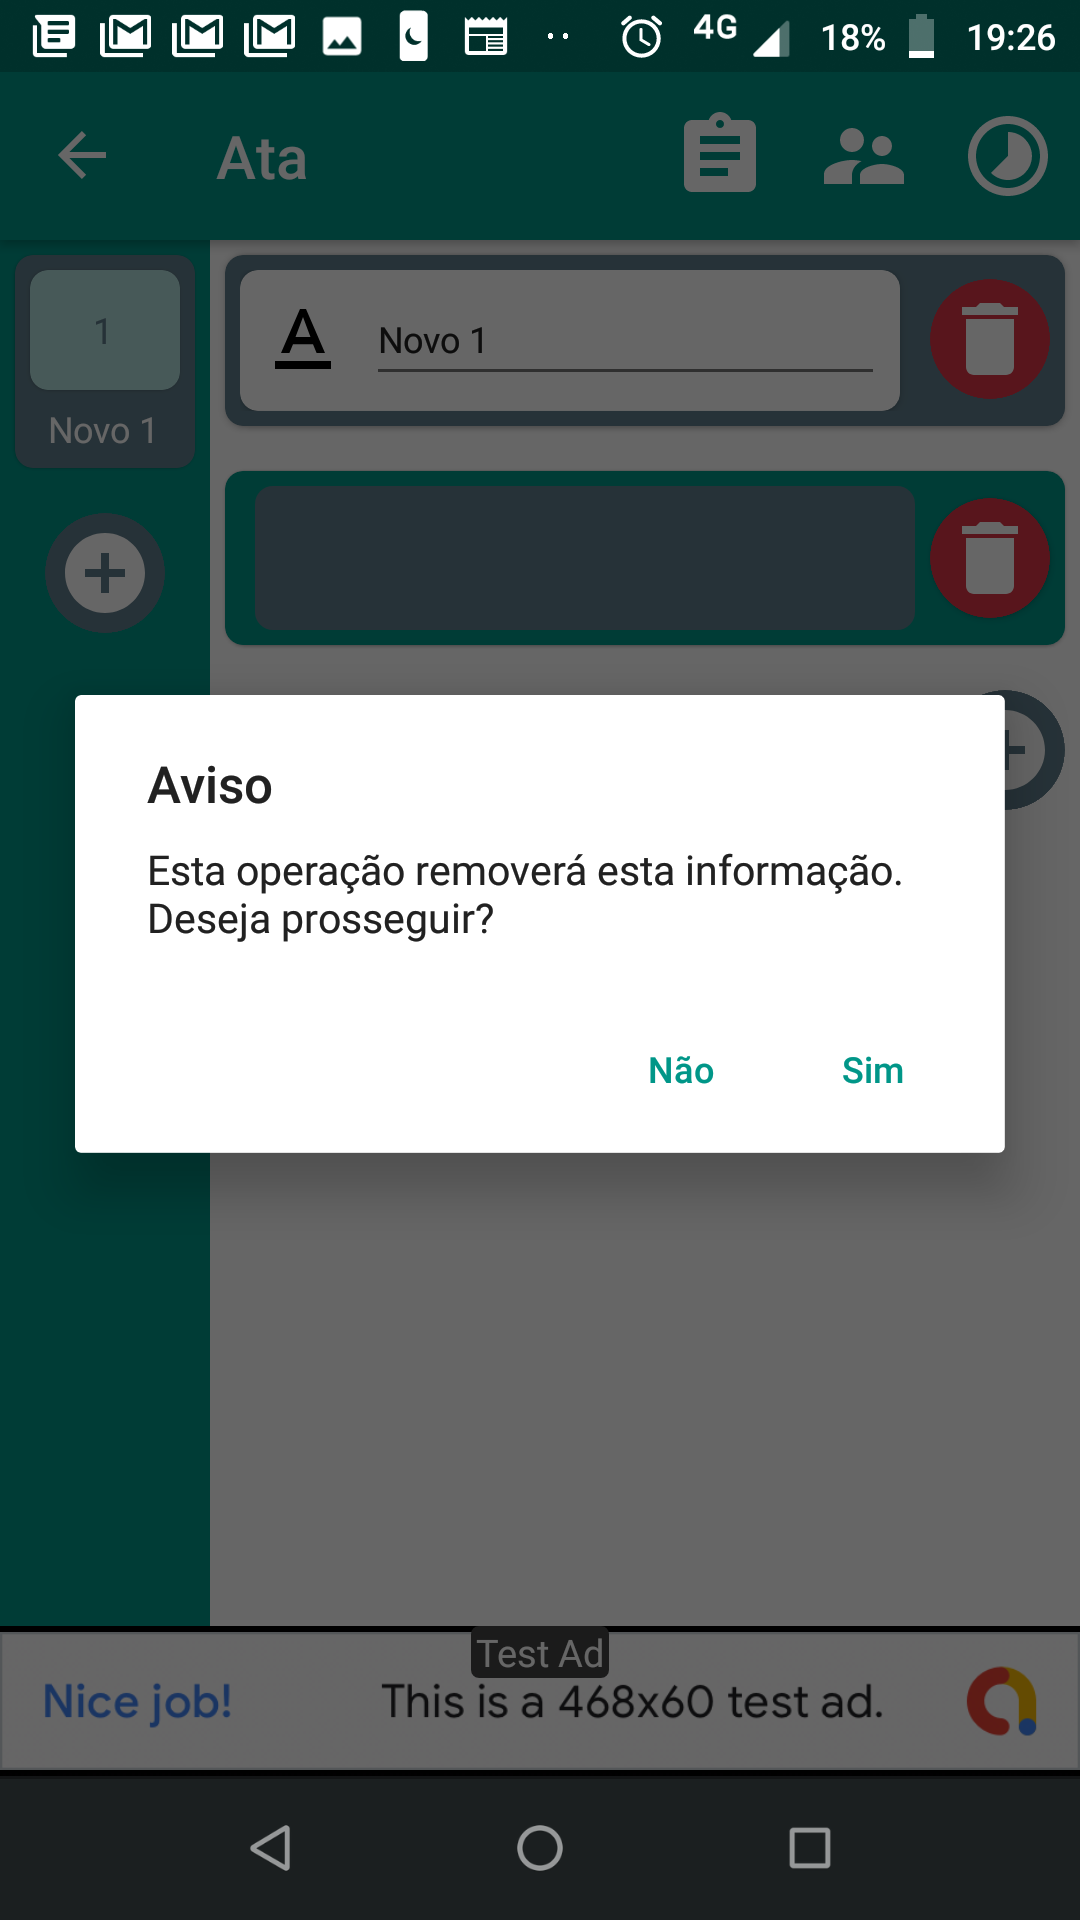 4G 18% 19:26
Ata
1
Novo 1
Novo 1
Aviso
Esta operação removerá esta informação.
Deseja prosseguir?
Não Sim
Test Ad
Nice job! This is a 468x60 test ad.